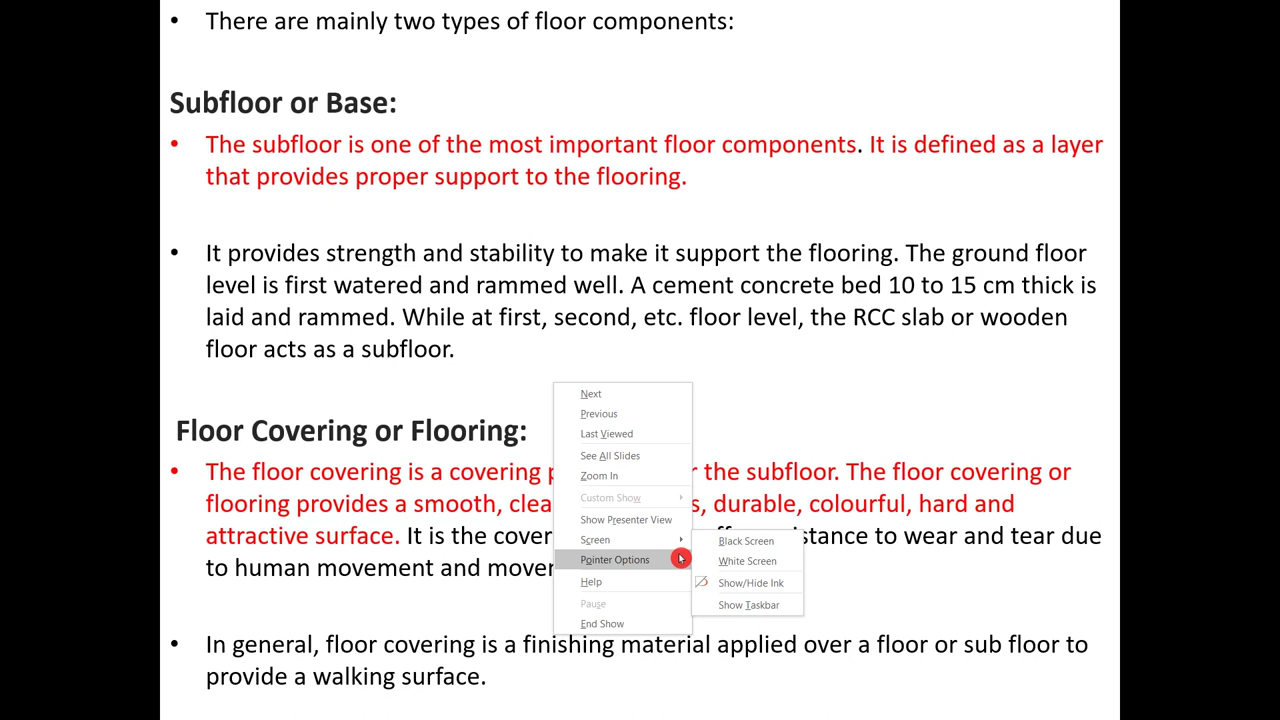 • There are mainly two types of floor components:
Subfloor or Base:
• The subfloor is one of the most important floor components. It is defined as a layer
that provides proper support to the flooring.
• It provides strength and stability to make it support the flooring. The ground floor
level is first watered and rammed well. A cement concrete bed 10 to 15 cm thick is
laid and rammed. While at first, second, etc. floor level, the RCC slab or wooden
floor acts as a subfloor.
Floor Covering or Flooring:
• The floor covering is a covering the subfloor. The floor covering or
flooring provides a smooth, durable, colourful, hard and
attractive surface. It is the to wear and tear due
to human movement and
• In general, floor covering is a finishing material applied over a floor or sub floor to
provide a walking surface.
Next
Previous
Last Viewed
See All Slides
Zoom In
Custom Show
Show Presenter View
Screen
Pointer Options
Help
Pause
End Show
Black Screen
White Screen
Show/Hide Ink
Show Taskbar